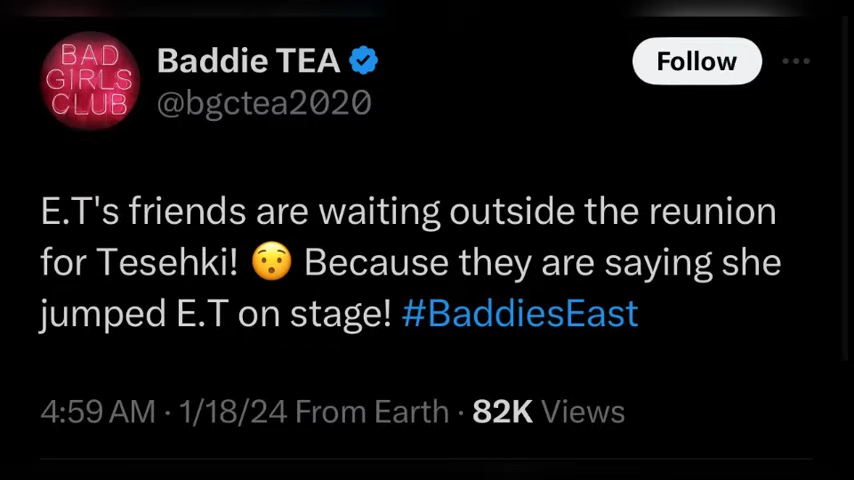 BAD
GIRLS
CLUB
Baddie TEA
@bgctea2020
Follow
E.T's friends are waiting outside the reunion
for Tesehki! 😯 Because they are saying she
jumped E.T on stage! #BaddiesEast
4:59 AM · 1/18/24 From Earth · 82K Views